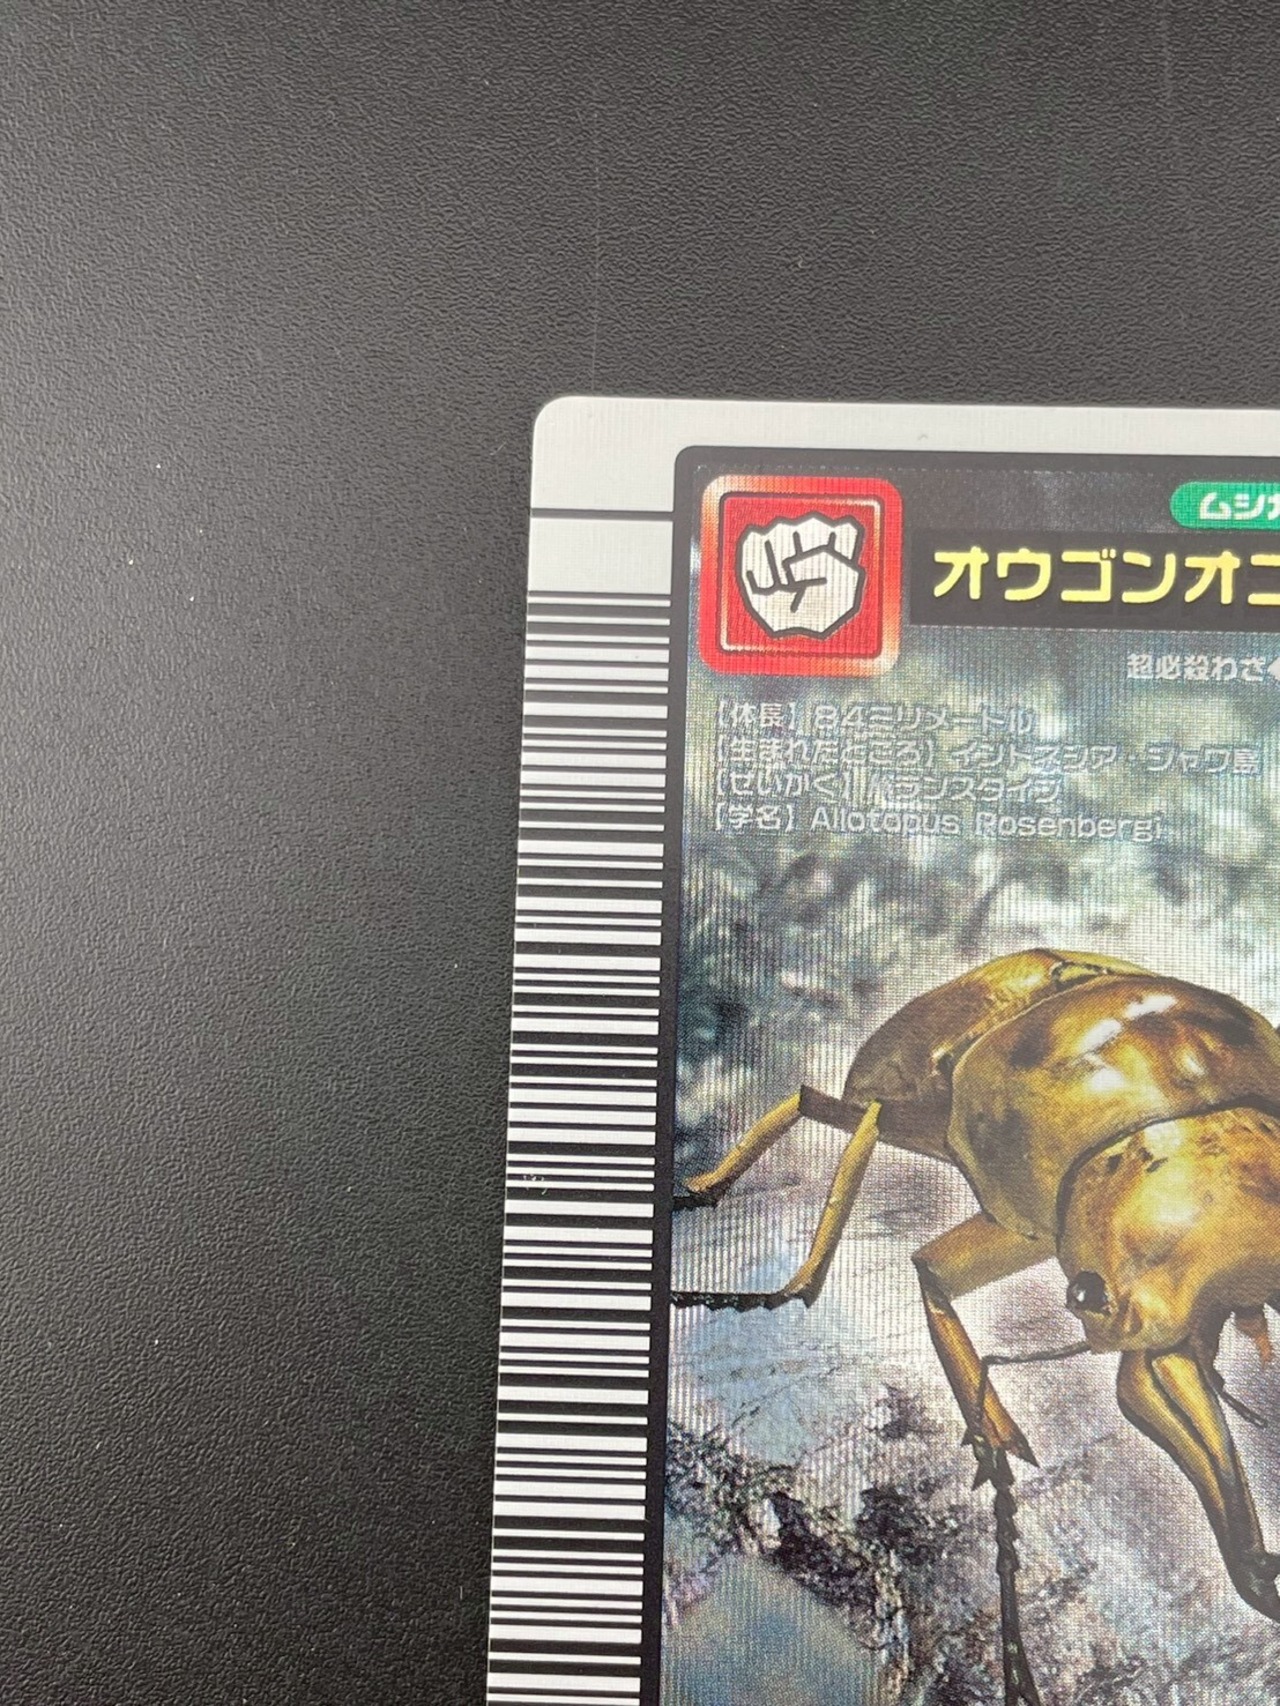 ムシカ
オウゴンオニ
超必殺わざ
【体長】84ミリメートル
【生まれたところ】インドネシア・ジャワ島
【せいかく】バランスタイプ
【学名】Allotopus Rosenbergi